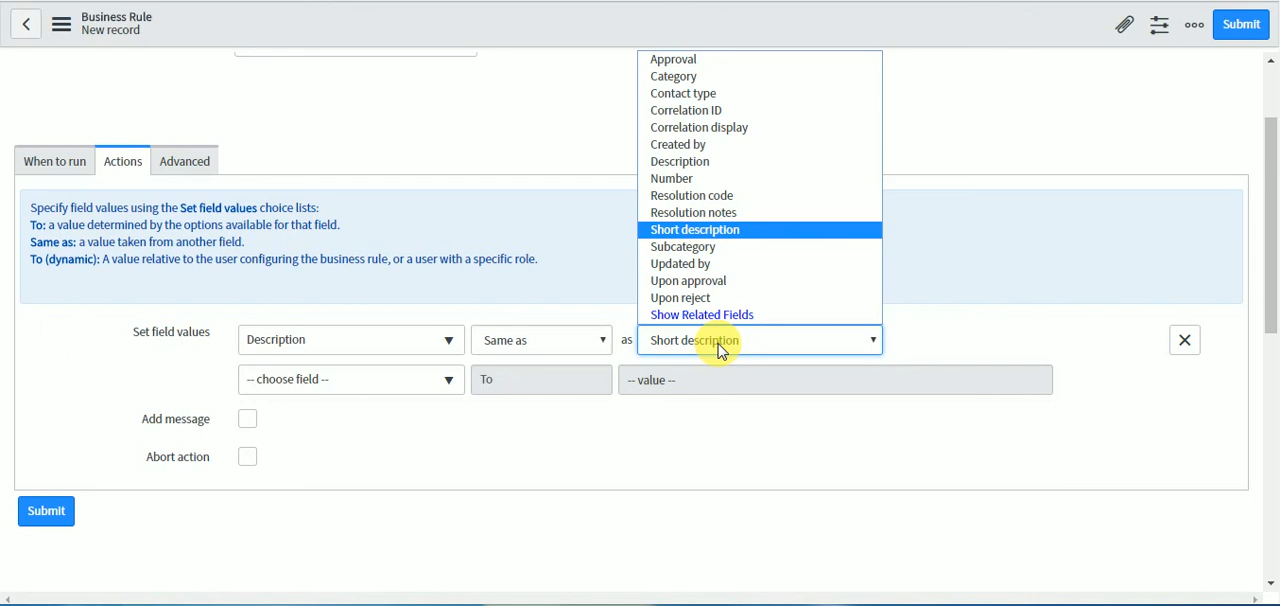 Business Rule
New record
Submit
Approval
Category
Contact type
Correlation ID
Correlation display
Created by
Description
Number
Resolution code
Resolution notes
Short description
Subcategory
Updated by
Upon approval
Upon reject
Show Related Fields
When to run Actions Advanced
Specify field values using the Set field values choice lists:
To: a value determined by the options available for that field.
Same as: a value taken from another field.
To (dynamic): A value relative to the user configuring the business rule, or a user with a specific role.
Set field values Description Same as as Short description
-- choose field -- To -- value --
Add message
Abort action
Submit